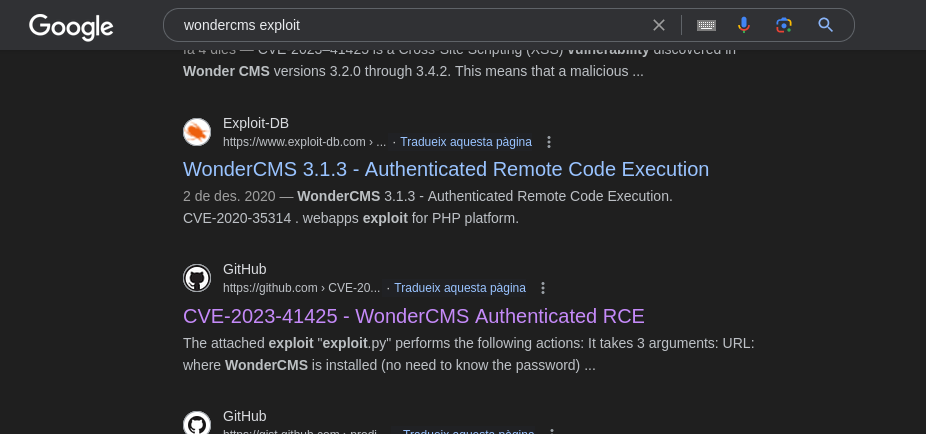 Google
wondercms exploit
fa 4 dies — CVE-2023-41425 is a Cross-Site Scripting (XSS) vulnerability discovered in
Wonder CMS versions 3.2.0 through 3.4.2. This means that a malicious ...
Exploit-DB
https://www.exploit-db.com › ... · Tradueix aquesta pàgina
WonderCMS 3.1.3 - Authenticated Remote Code Execution
2 de des. 2020 — WonderCMS 3.1.3 - Authenticated Remote Code Execution.
CVE-2020-35314 . webapps exploit for PHP platform.
GitHub
https://github.com › CVE-20... · Tradueix aquesta pàgina
CVE-2023-41425 - WonderCMS Authenticated RCE
The attached exploit "exploit.py" performs the following actions: It takes 3 arguments: URL:
where WonderCMS is installed (no need to know the password) ...
GitHub
https://gist.github.com › prodi... Tradueix aquesta pàgina